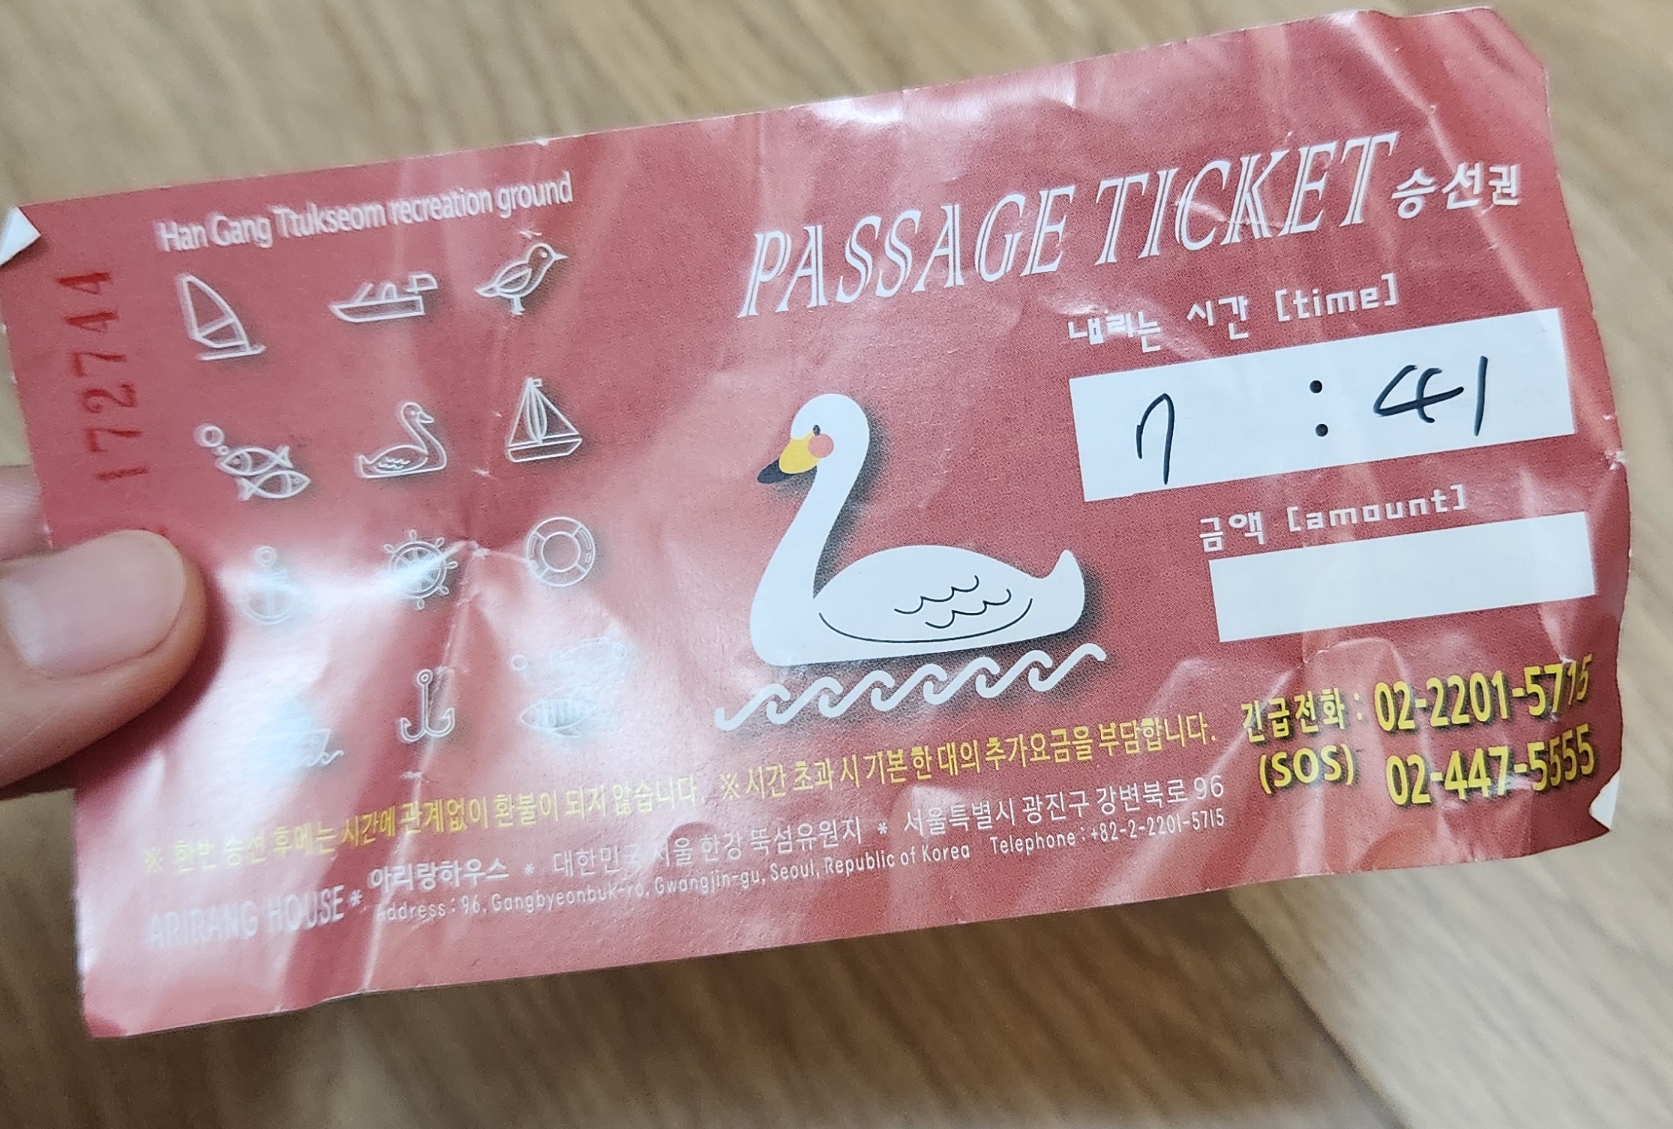 Han Gang Ttukseom recreation ground
172744
PASSAGE TICKET 승선권
내리는 시간 [time]
7 : 41
금액 [amount]
긴급전화 : 02-2201-5715
(SOS) 02-447-5555
※ 한번 승선 후에는 시간에 관계없이 환불이 되지 않습니다 ※ 시간 초과 시 기본 한 대의 추가요금을 부담합니다.
ARIRANG HOUSE * 아리랑하우스 * 대한민국 서울 한강 뚝섬유원지 * 서울특별시 광진구 강변북로 96
Address : 96, Gangbyeonbuk-ro, Gwangjin-gu, Seoul, Republic of Korea Telephone : +82-2-2201-5715